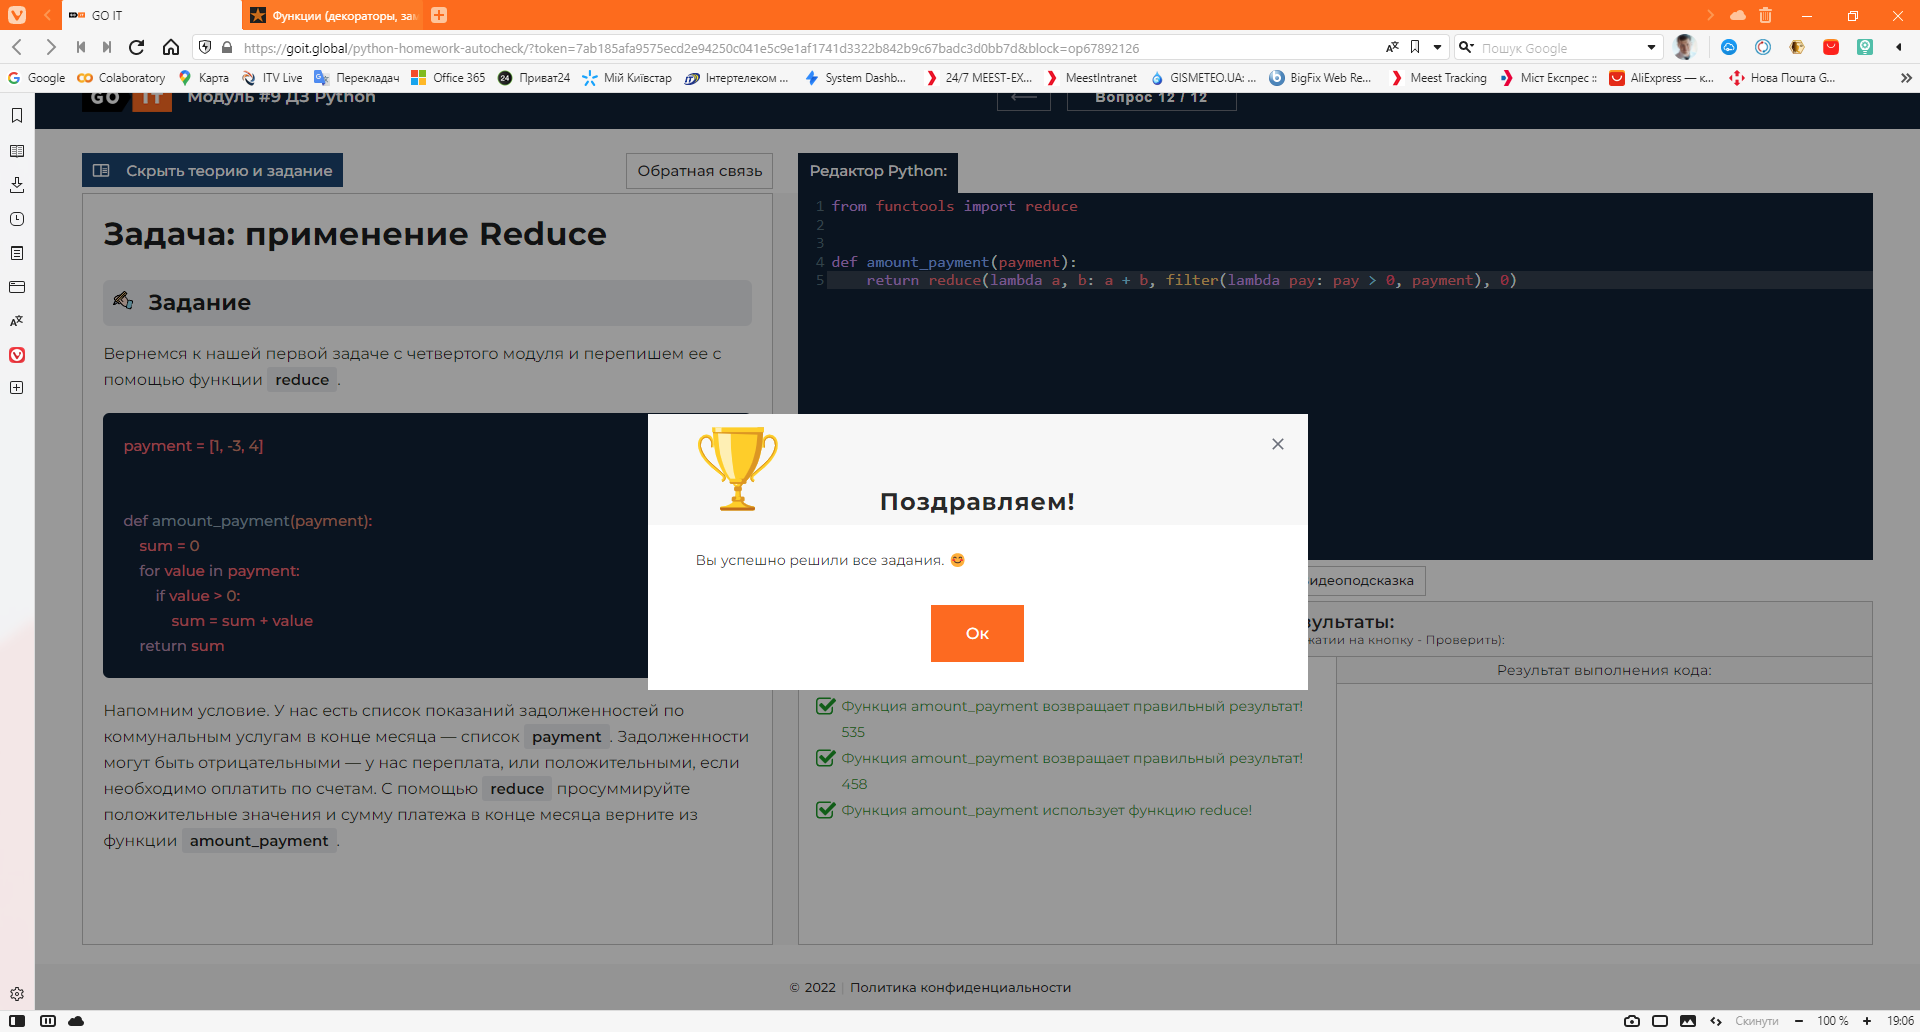 GO IT
Функции (декораторы, зам
https://goit.global/python-homework-autocheck/?token=7ab185afa9575ecd2e94250c041e5c9e1af1741d3322b842b9c67badc3d0bb7d&block=op67892126
Пошук Google
Google
Colaboratory
Карта
ITV Live
Перекладач
Office 365
24
Приват24
Мій Київстар
Інтертелеком ...
System Dashb...
24/7 MEEST-EX...
MeestIntranet
GISMETEO.UA: ...
BigFix Web Re...
Meest Tracking
Міст Експрес ::
AliExpress — к...
Нова Пошта G...
GO IT
Модуль #9 ДЗ Python
Вопрос 12 / 12
Скрыть теорию и задание
Обратная связь
Задача: применение Reduce
Задание
Вернемся к нашей первой задаче с четвертого модуля и перепишем ее с
помощью функции reduce .
payment = [1, -3, 4]
def amount_payment(payment):
sum = 0
for value in payment:
if value > 0:
sum = sum + value
return sum
Напомним условие. У нас есть список показаний задолженностей по
коммунальным услугам в конце месяца — список payment . Задолженности
могут быть отрицательными — у нас переплата, или положительными, если
необходимо оплатить по счетам. С помощью reduce просуммируйте
положительные значения и сумму платежа в конце месяца верните из
функции amount_payment .
Редактор Python:
1 from functools import reduce
2
3
4 def amount_payment(payment):
5 return reduce(lambda a, b: a + b, filter(lambda pay: pay > 0, payment), 0)
Поздравляем!
Вы успешно решили все задания. 😊
Ок
идеоподсказка
зультаты:
жатии на кнопку - Проверить):
Результат выполнения кода:
Функция amount_payment возвращает правильный результат!
535
Функция amount_payment возвращает правильный результат!
458
Функция amount_payment использует функцию reduce!
© 2022 | Политика конфиденциальности
Скинути
100 %
19:06